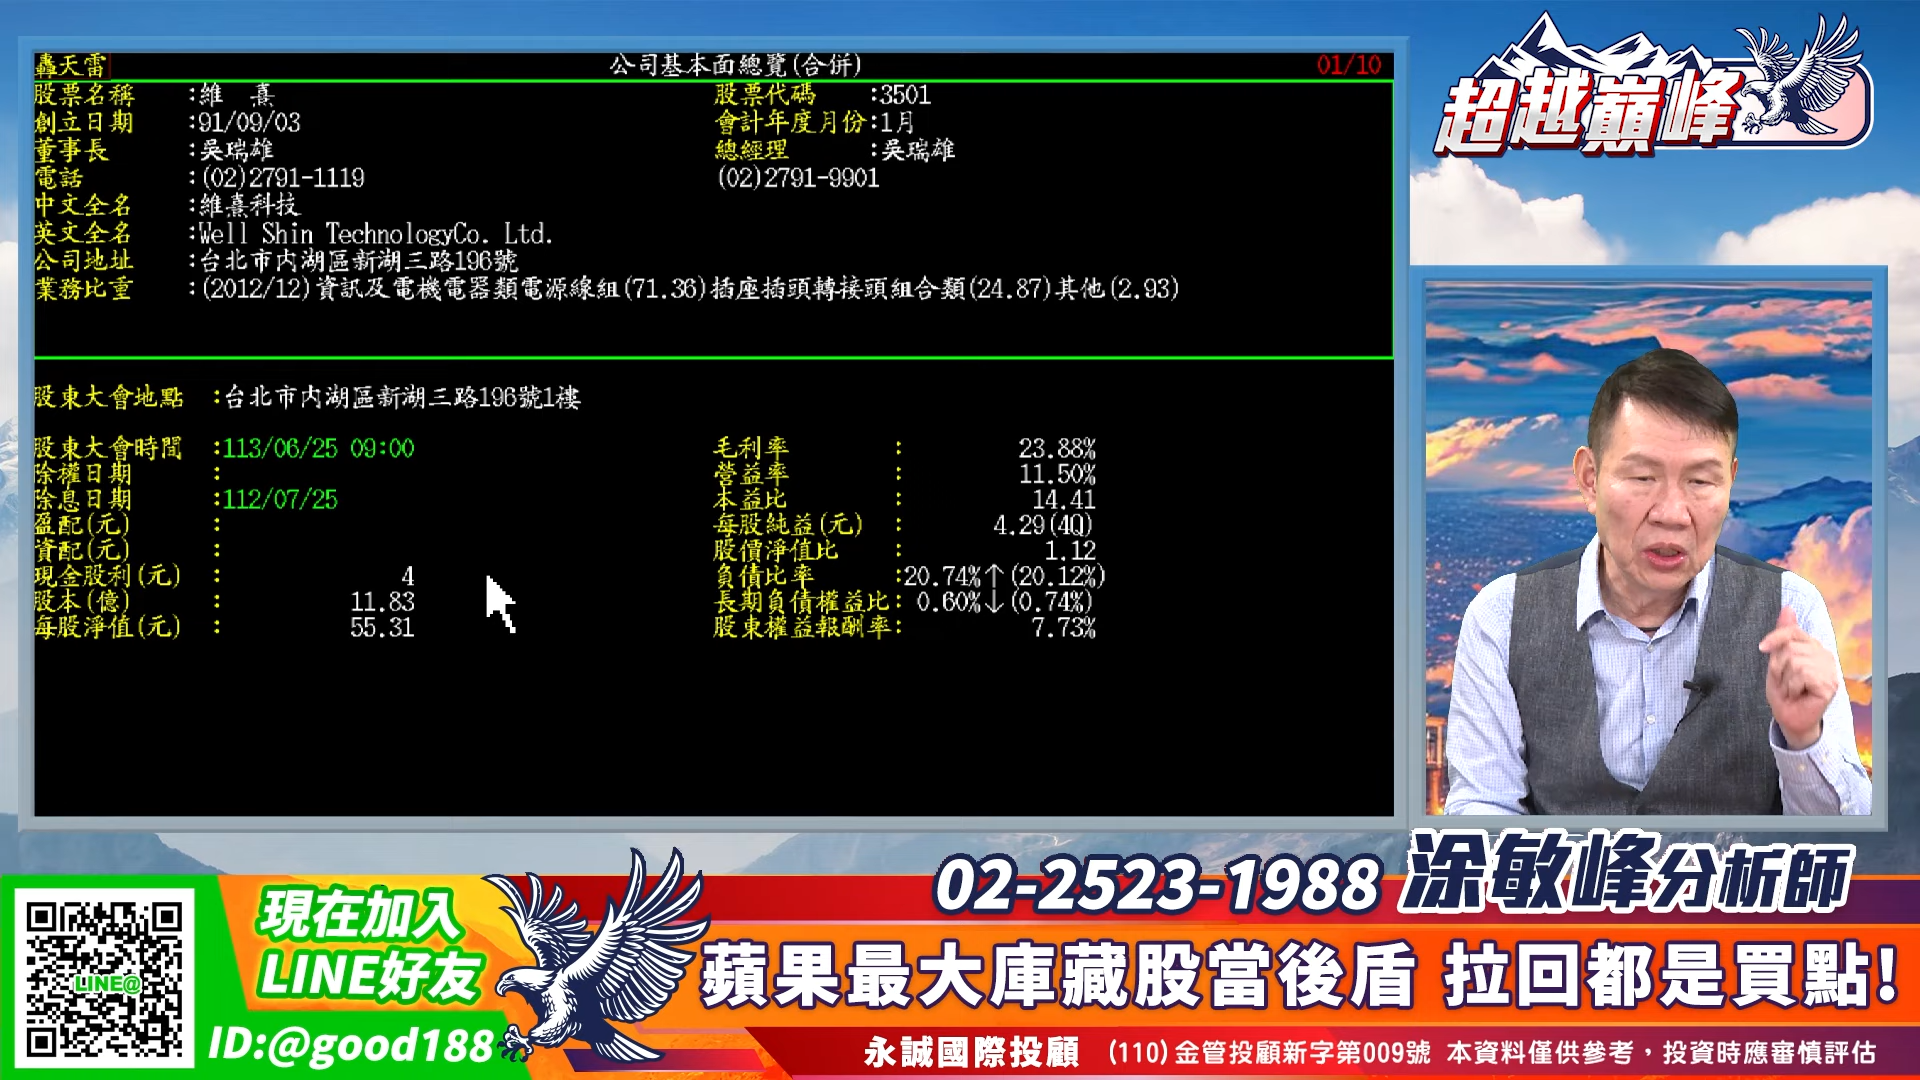 轟天雷 公司基本面總覽(合併) 01/10
股票名稱 :維 熹 股票代碼 :3501
創立日期 :91/09/03 會計年度月份:1月
董事長 :吳瑞雄 總經理 :吳瑞雄
電話 :(02)2791-1119 (02)2791-9901
中文全名 :維熹科技
英文全名 :Well Shin TechnologyCo. Ltd.
公司地址 :台北市內湖區新湖三路196號
業務比重 :(2012/12)資訊及電機電器類電源線組(71.36)插座插頭轉接頭組合類(24.87)其他(2.93)
股東大會地點 :台北市內湖區新湖三路196號1樓
股東大會時間 :113/06/25 09:00 毛利率 : 23.88%
除權日期 : 營益率 : 11.50%
除息日期 :112/07/25 本益比 : 14.41
盈配(元) : 每股純益(元) : 4.29(4Q)
資配(元) : 股價淨值比 : 1.12
現金股利(元) : 4 負債比率 :20.74%↑(20.12%)
股本(億) : 11.83 長期負債權益比: 0.60%↓(0.74%)
每股淨值(元) : 55.31 股東權益報酬率: 7.73%
超越巔峰
02-2523-1988 涂敏峰分析師
現在加入
LINE好友
LINE@
ID:@good188
蘋果最大庫藏股當後盾 拉回都是買點!
永誠國際投顧 (110)金管投顧新字第009號 本資料僅供參考，投資時應審慎評估